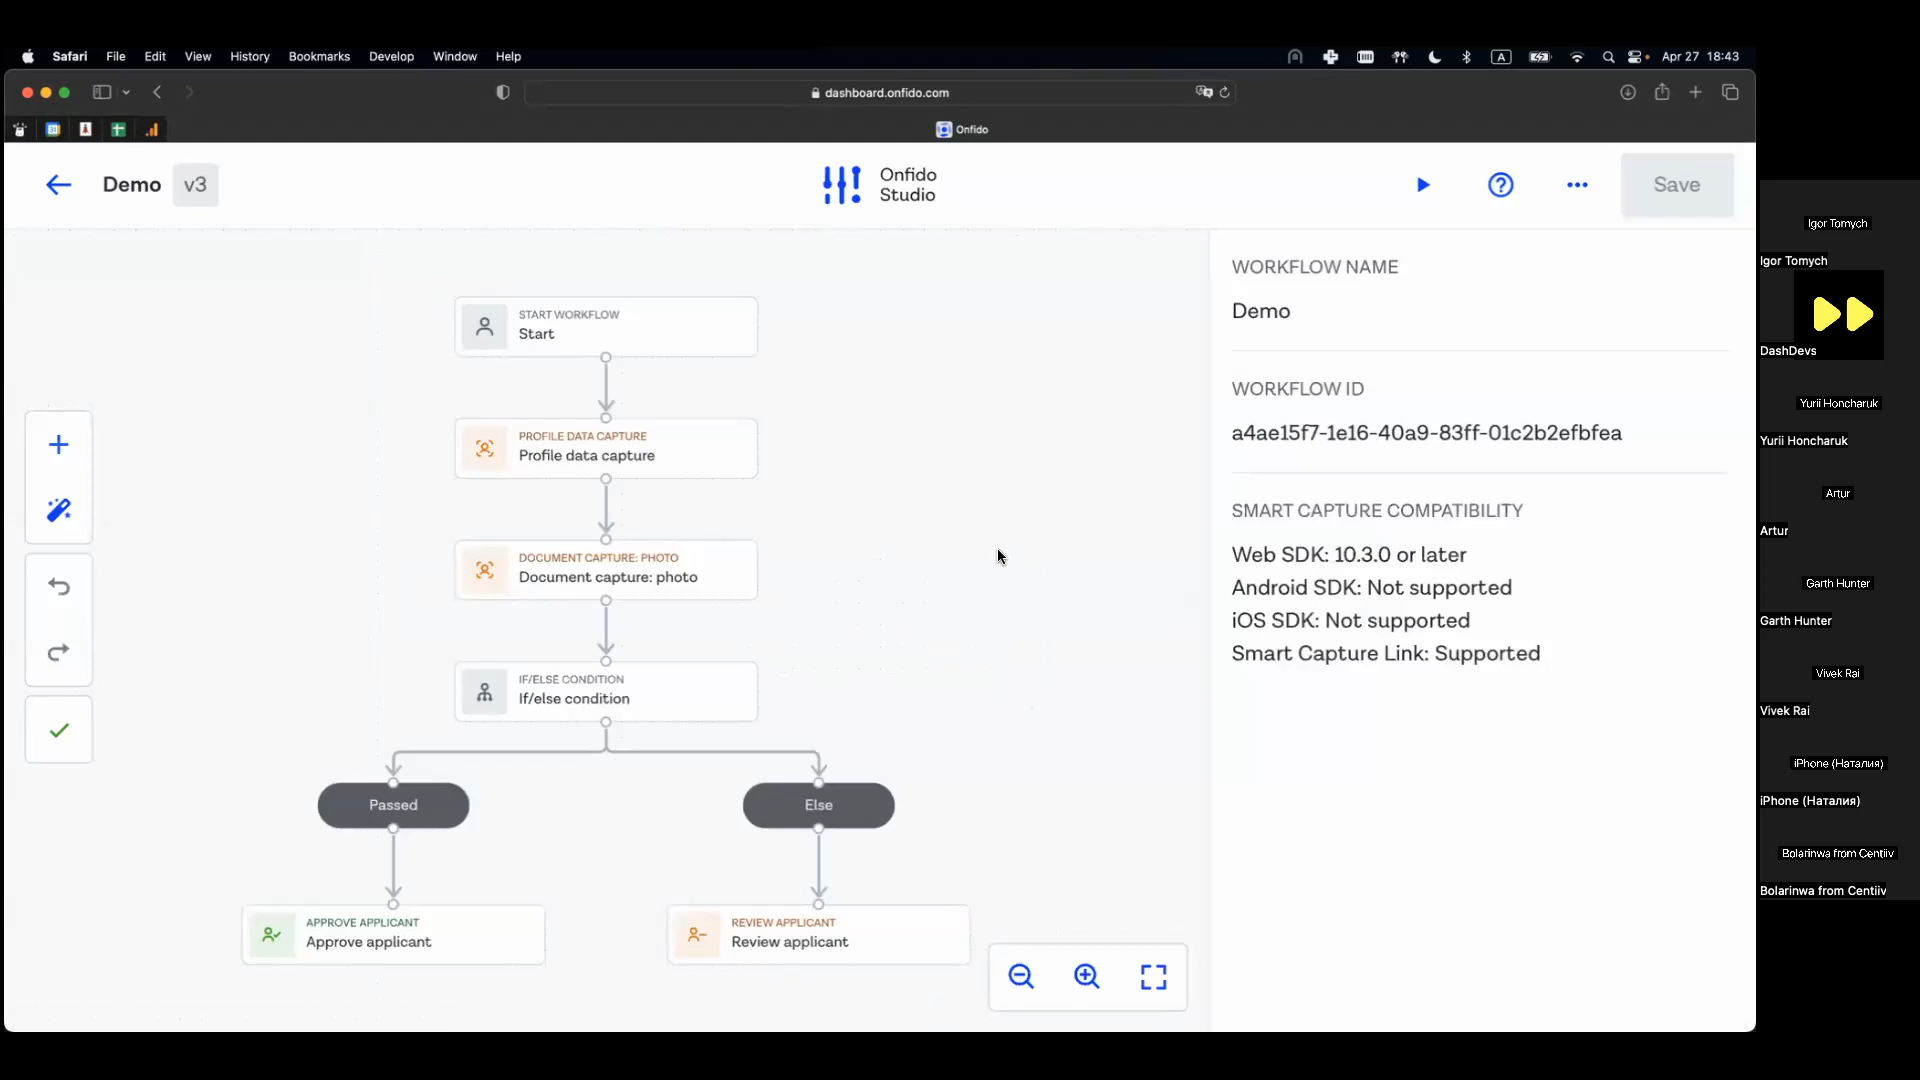 Safari File Edit View History Bookmarks Develop Window Help
A
Apr 27 18:43
dashboard.onfido.com
Onfido
Demo
v3
Onfido
Studio
Save
START WORKFLOW
Start
PROFILE DATA CAPTURE
Profile data capture
DOCUMENT CAPTURE: PHOTO
Document capture: photo
IF/ELSE CONDITION
If/else condition
Passed
Else
APPROVE APPLICANT
Approve applicant
REVIEW APPLICANT
Review applicant
WORKFLOW NAME
Demo
WORKFLOW ID
a4ae15f7-1e16-40a9-83ff-01c2b2efbfea
SMART CAPTURE COMPATIBILITY
Web SDK: 10.3.0 or later
Android SDK: Not supported
iOS SDK: Not supported
Smart Capture Link: Supported
Igor Tomych
Igor Tomych
DashDevs
Yurii Honcharuk
Yurii Honcharuk
Artur
Artur
Garth Hunter
Garth Hunter
Vivek Rai
Vivek Rai
iPhone (Наталия)
iPhone (Наталия)
Bolarinwa from Centiiv
Bolarinwa from Centiiv